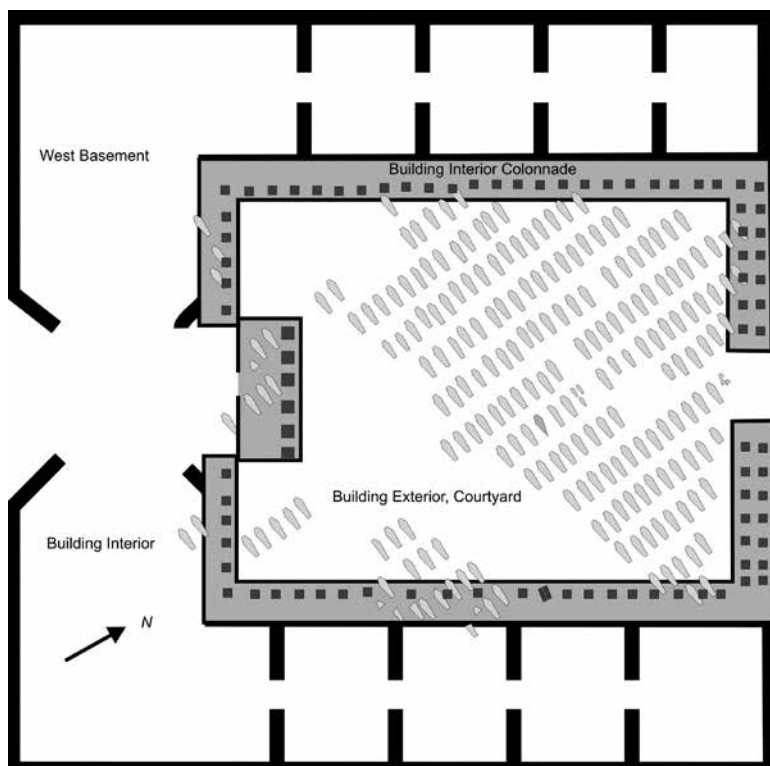 Building Interior Colonnade
West Basement
Building Exterior, Courtyard
Building Interior
N